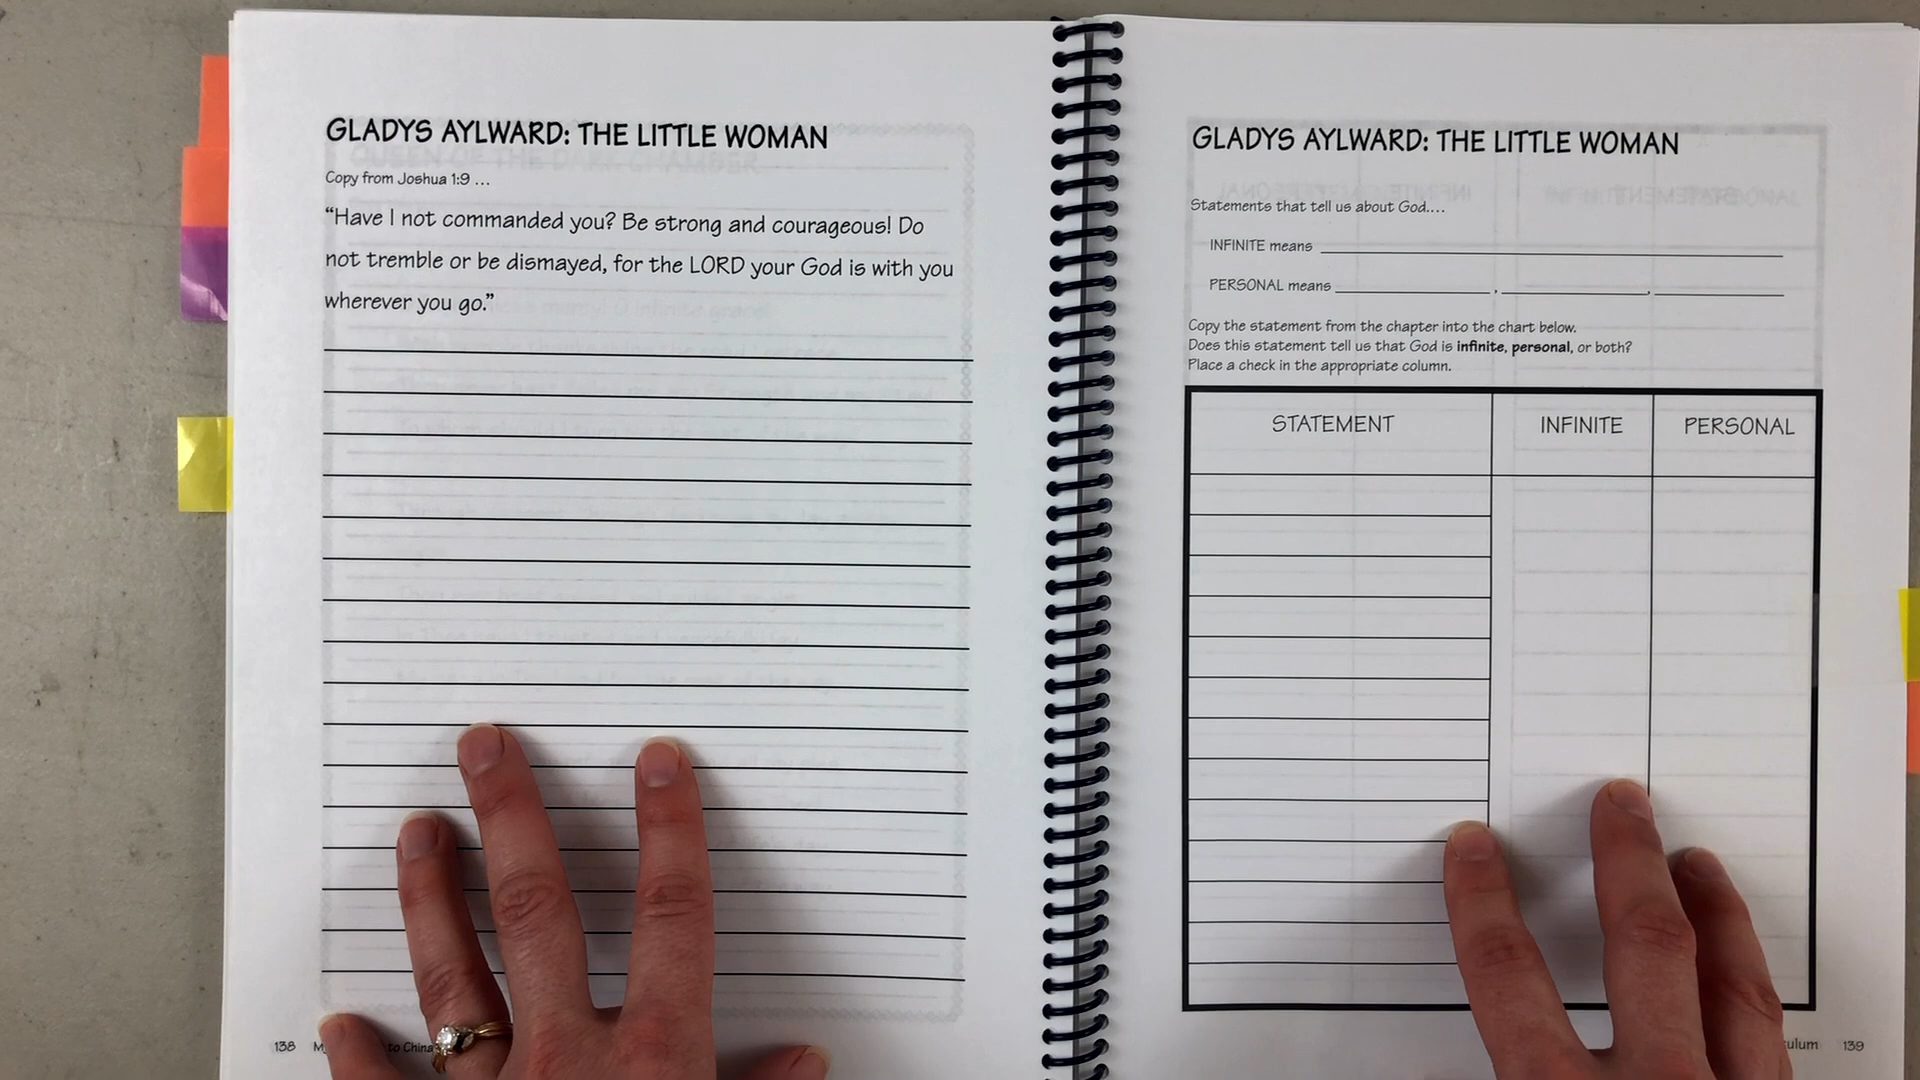 GLADYS AYLWARD: THE LITTLE WOMAN
Copy from Joshua 1:9 ...
“Have I not commanded you? Be strong and courageous! Do
not tremble or be dismayed, for the LORD your God is with you
wherever you go.”
138
to China
GLADYS AYLWARD: THE LITTLE WOMAN
Statements that tell us about God....
INFINITE means
PERSONAL means , ,
Copy the statement from the chapter into the chart below.
Does this statement tell us that God is infinite, personal, or both?
Place a check in the appropriate column.
STATEMENT INFINITE PERSONAL
139